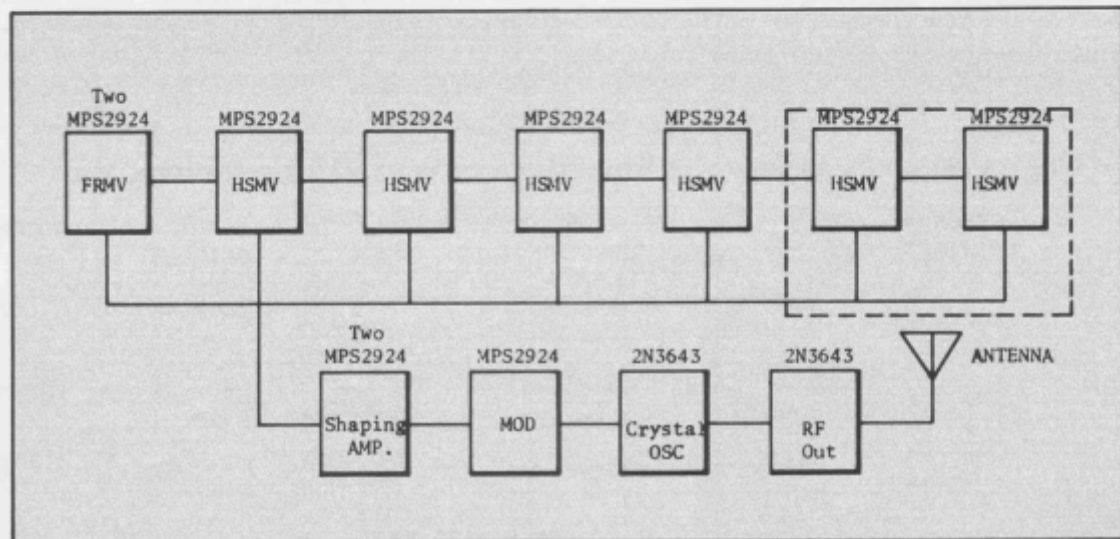 Two
MPS2924 MPS2924 MPS2924 MPS2924 MPS2924 MPS2924 MPS2924
FRMV HSMV HSMV HSMV HSMV HSMV HSMV
Two
MPS2924 MPS2924 2N3643 2N3643 ANTENNA
Shaping MOD Crystal RF
AMP. OSC Out